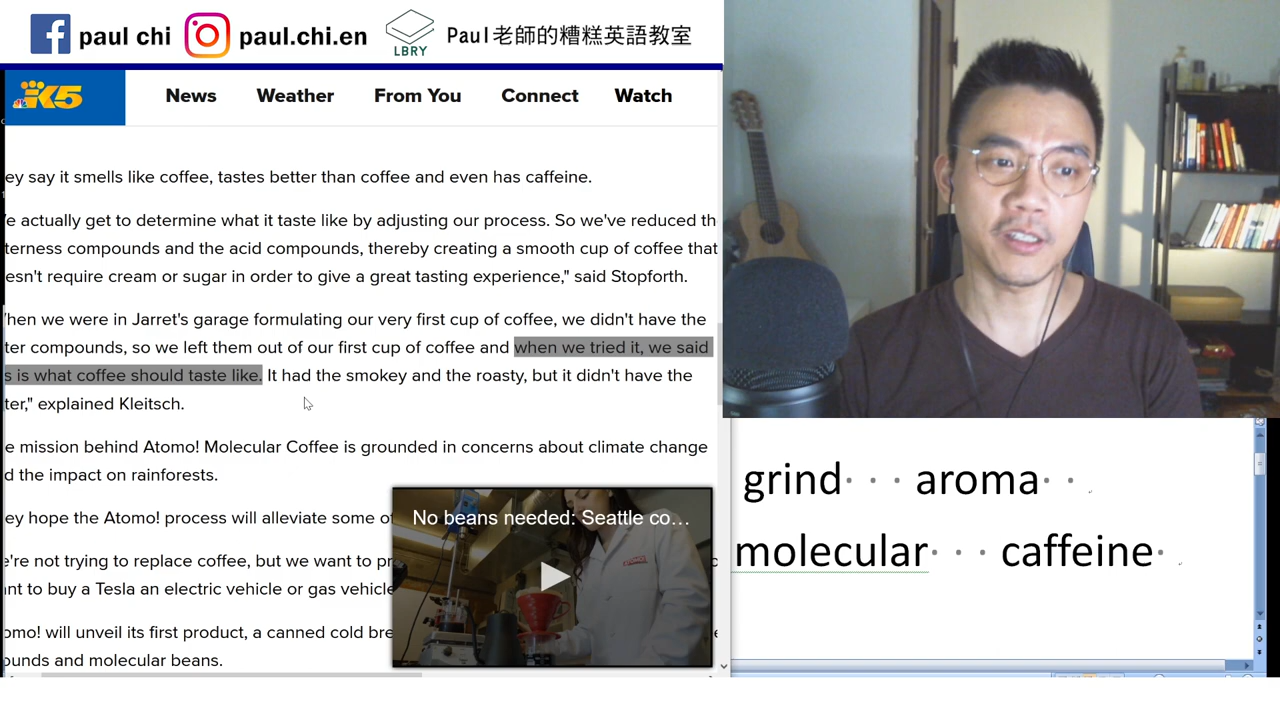 paul chi
paul.chi.en
LBRY
Paul老師的糟糕英語教室
K5
News
Weather
From You
Connect
Watch
ey say it smells like coffee, tastes better than coffee and even has caffeine.
e actually get to determine what it taste like by adjusting our process. So we've reduced th
terness compounds and the acid compounds, thereby creating a smooth cup of coffee that
esn't require cream or sugar in order to give a great tasting experience," said Stopforth.
hen we were in Jarret's garage formulating our very first cup of coffee, we didn't have the
ter compounds, so we left them out of our first cup of coffee and when we tried it, we said
s is what coffee should taste like. It had the smokey and the roasty, but it didn't have the
ter," explained Kleitsch.
e mission behind Atomo! Molecular Coffee is grounded in concerns about climate change
d the impact on rainforests.
ey hope the Atomo! process will alleviate some of
e're not trying to replace coffee, but we want to pr
nt to buy a Tesla an electric vehicle or gas vehicle
omo! will unveil its first product, a canned cold bre
ounds and molecular beans.
No beans needed: Seattle co...
grind aroma
molecular caffeine